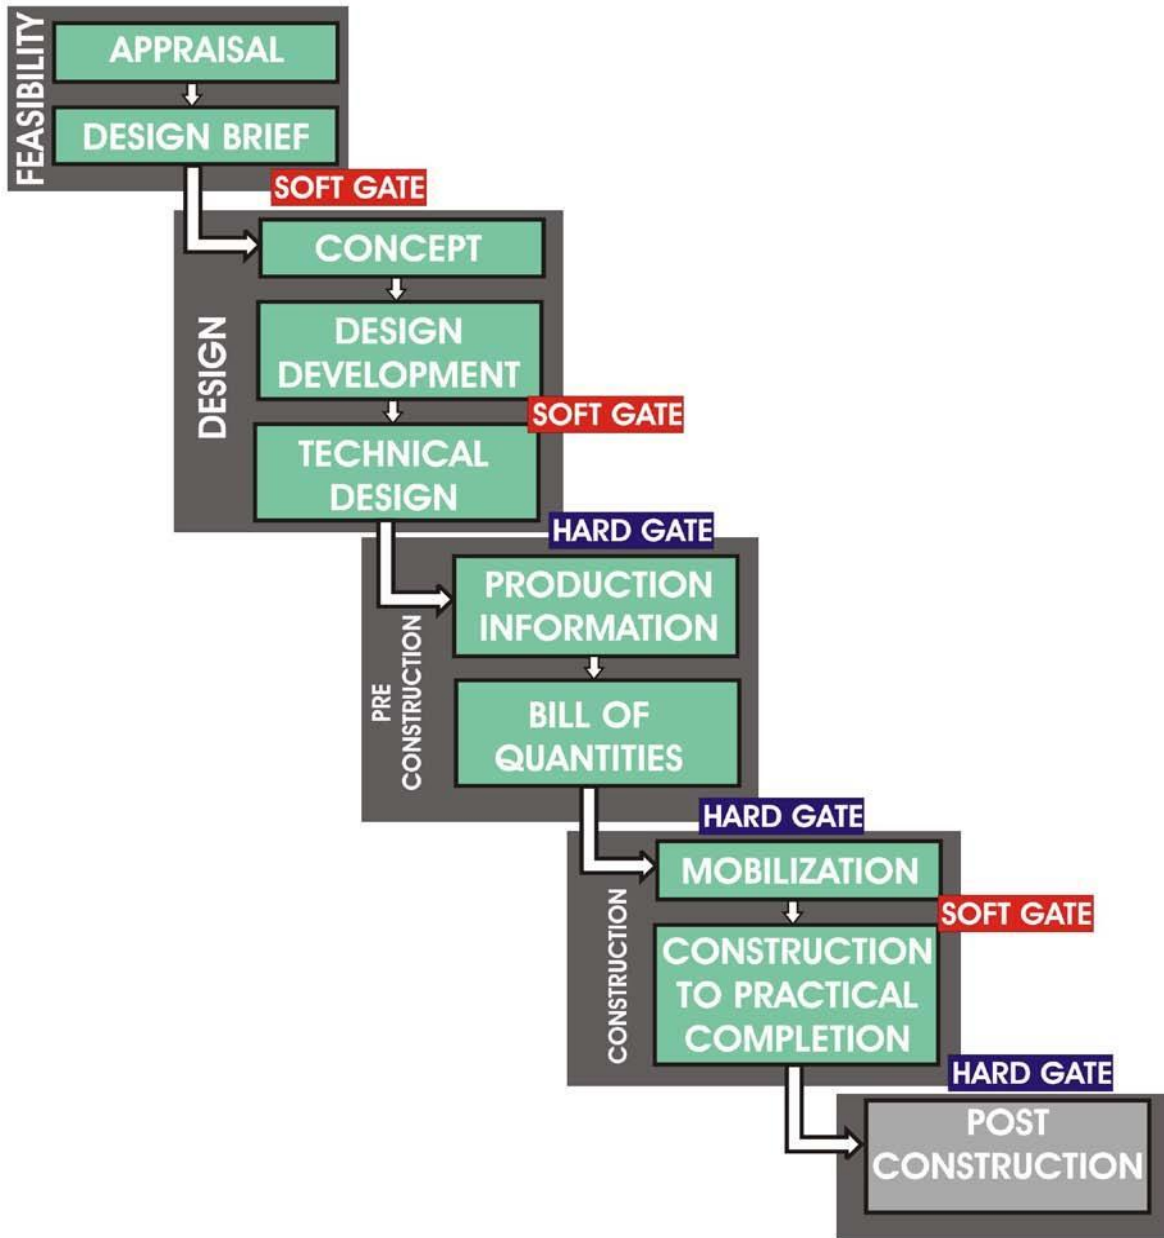 FEASIBILITY
APPRAISAL
DESIGN BRIEF
SOFT GATE
DESIGN
CONCEPT
DESIGN
DEVELOPMENT
SOFT GATE
TECHNICAL
DESIGN
HARD GATE
PRE
CONSTRUCTION
PRODUCTION
INFORMATION
BILL OF
QUANTITIES
HARD GATE
CONSTRUCTION
MOBILIZATION
SOFT GATE
CONSTRUCTION
TO PRACTICAL
COMPLETION
HARD GATE
POST
CONSTRUCTION